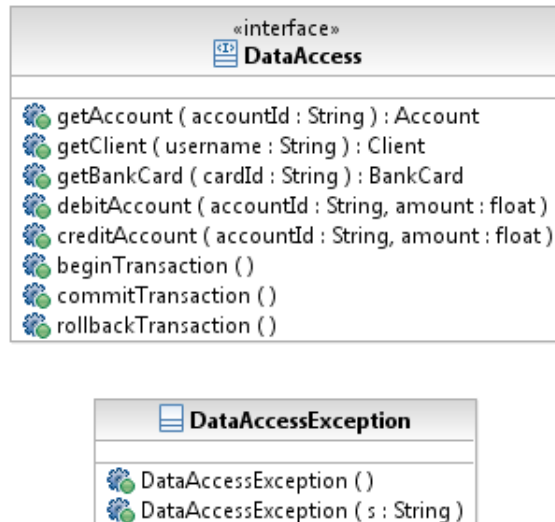 «interface»
DataAccess
getAccount ( accountId : String ) : Account
getClient ( username : String ) : Client
getBankCard ( cardId : String ) : BankCard
debitAccount ( accountId : String, amount : float )
creditAccount ( accountId : String, amount : float )
beginTransaction ( )
commitTransaction ( )
rollbackTransaction ( )
DataAccessException
DataAccessException ( )
DataAccessException ( s : String )